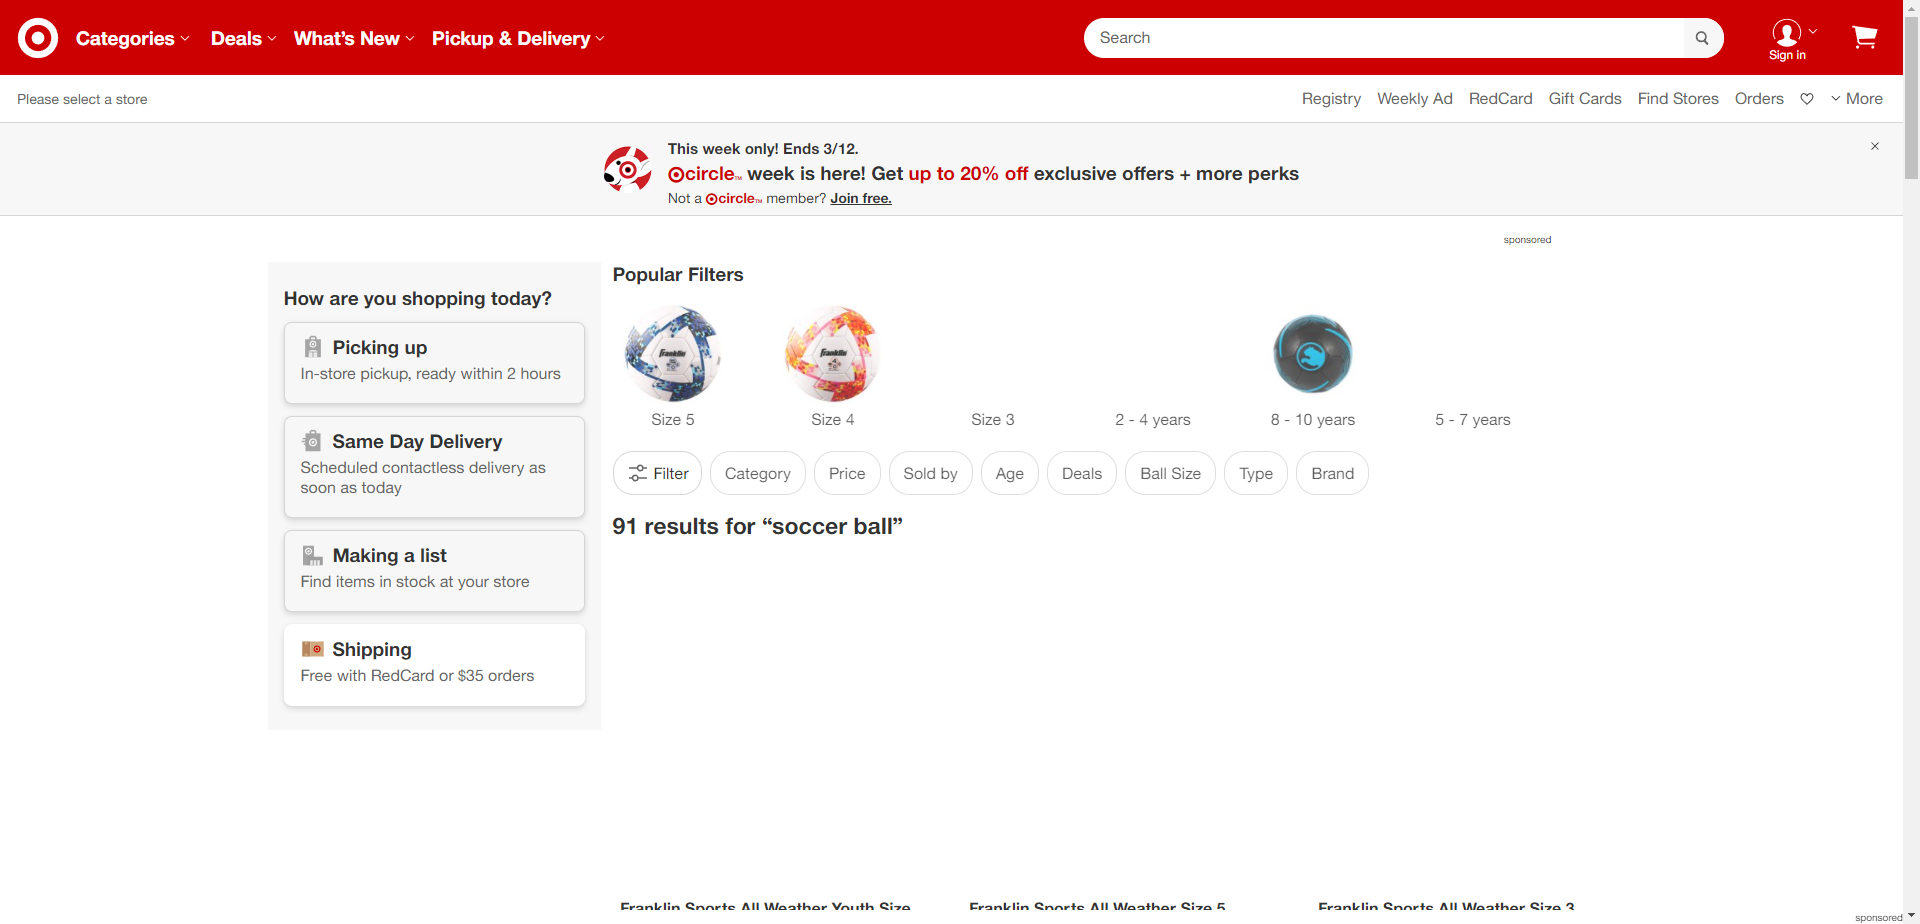 Categories
Deals
What's New
Pickup & Delivery
Search
Sign in
Please select a store
Registry
Weekly Ad
RedCard
Gift Cards
Find Stores
Orders
More
This week only! Ends 3/12.
circle™ week is here! Get up to 20% off exclusive offers + more perks
Not a circle™ member? Join free.
sponsored
How are you shopping today?
Picking up
In-store pickup, ready within 2 hours
Same Day Delivery
Scheduled contactless delivery as
soon as today
Making a list
Find items in stock at your store
Shipping
Free with RedCard or $35 orders
Popular Filters
Franklin
Franklin
Size 5
Size 4
Size 3
2 - 4 years
8 - 10 years
5 - 7 years
Filter
Category
Price
Sold by
Age
Deals
Ball Size
Type
Brand
91 results for “soccer ball”
Franklin Sports All Weather Youth Size
Franklin Sports All Weather Size 5
Franklin Sports All Weather Size 3
sponsored